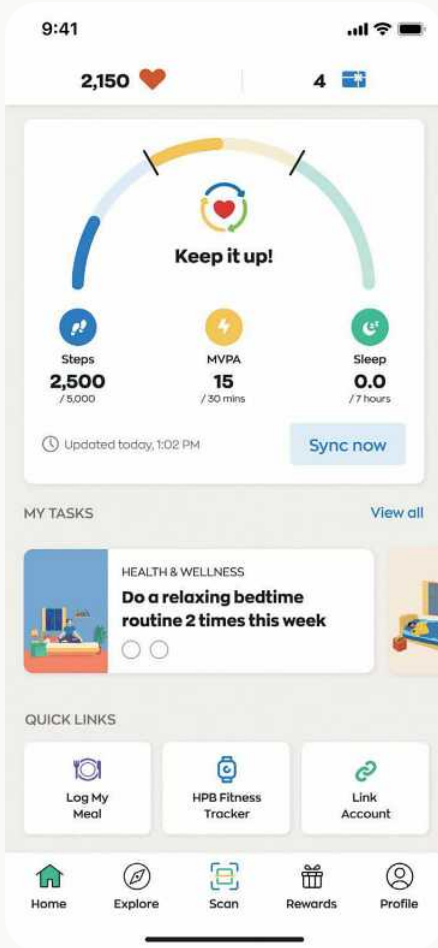 9:41
2,150
4
Keep it up!
Steps
2,500
/ 5,000
MVPA
15
/ 30 mins
Sleep
0.0
/ 7 hours
Updated today, 1:02 PM
Sync now
MY TASKS
View all
HEALTH & WELLNESS
Do a relaxing bedtime
routine 2 times this week
QUICK LINKS
Log My
Meal
HPB Fitness
Tracker
Link
Account
Home
Explore
Scan
Rewards
Profile